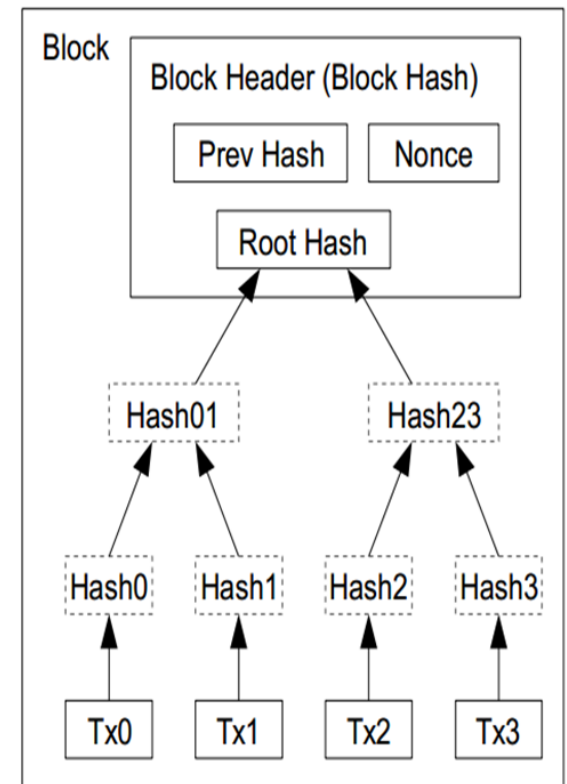 Block
Block Header (Block Hash)
Prev Hash Nonce
Root Hash
Hash01 Hash23
Hash0 Hash1 Hash2 Hash3
Tx0 Tx1 Tx2 Tx3